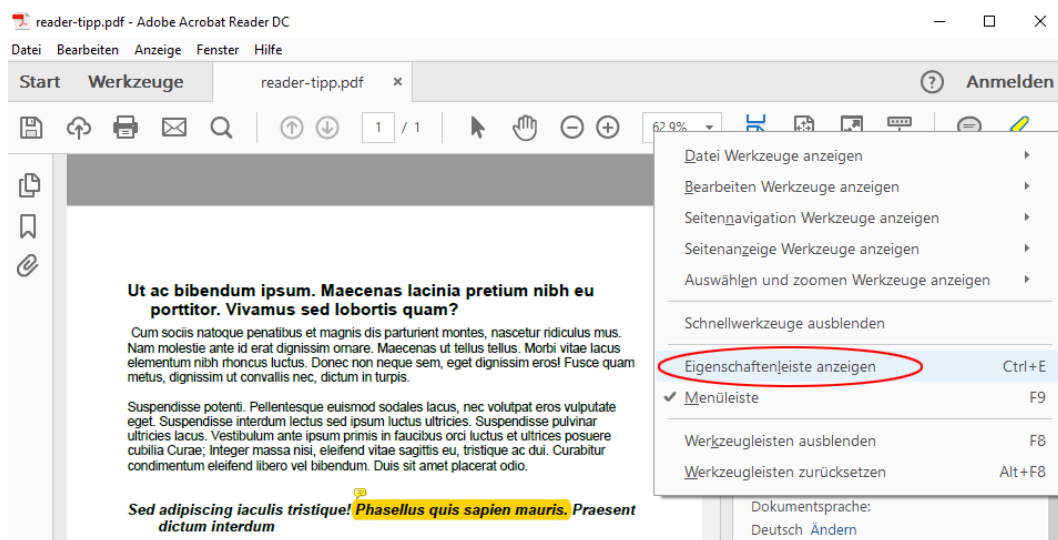 reader-tipp.pdf - Adobe Acrobat Reader DC
Datei Bearbeiten Anzeige Fenster Hilfe
Start Werkzeuge reader-tipp.pdf × ? Anmelden
1 / 1 62,9%
Datei Werkzeuge anzeigen
Bearbeiten Werkzeuge anzeigen
Seitennavigation Werkzeuge anzeigen
Seitenanzeige Werkzeuge anzeigen
Auswählen und zoomen Werkzeuge anzeigen
Schnellwerkzeuge ausblenden
Eigenschaftenleiste anzeigen Ctrl+E
Menüleiste F9
Werkzeugleisten ausblenden F8
Werkzeugleisten zurücksetzen Alt+F8
Ut ac bibendum ipsum. Maecenas lacinia pretium nibh eu
porttitor. Vivamus sed lobortis quam?
Cum sociis natoque penatibus et magnis dis parturient montes, nascetur ridiculus mus.
Nam molestie ante id erat dignissim ornare. Maecenas ut tellus tellus. Morbi vitae lacus
elementum nibh rhoncus luctus. Donec non neque sem, eget dignissim eros! Fusce quam
metus, dignissim ut convallis nec, dictum in turpis.
Suspendisse potenti. Pellentesque euismod sodales lacus, nec volutpat eros vulputate
eget. Suspendisse interdum lectus sed ipsum luctus ultricies. Suspendisse pulvinar
ultricies lacus. Vestibulum ante ipsum primis in faucibus orci luctus et ultrices posuere
cubilia Curae; Integer massa nisi, eleifend vitae sagittis eu, tristique ac dui. Curabitur
condimentum eleifend libero vel bibendum. Duis sit amet placerat odio.
Sed adipiscing iaculis tristique! Phasellus quis sapien mauris. Praesent
dictum interdum
Dokumentsprache:
Deutsch Ändern